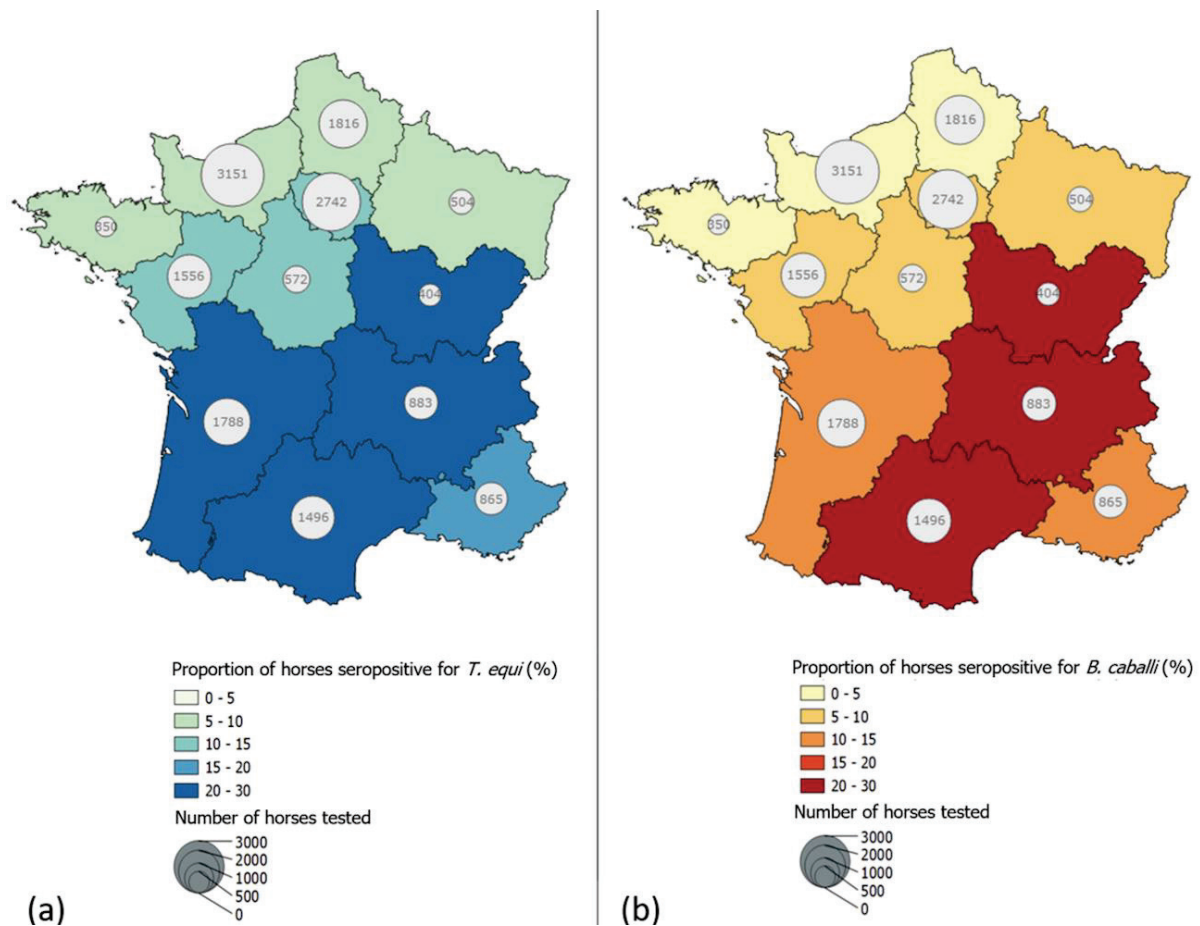 1816
3151
2742
504
350
1556
572
404
1788
883
865
1496
Proportion of horses seropositive for T. equi (%)
0 - 5
5 - 10
10 - 15
15 - 20
20 - 30
Number of horses tested
3000
2000
1000
500
0
(a)
1816
3151
2742
504
350
1556
572
404
1788
883
865
1496
Proportion of horses seropositive for B. caballi (%)
0 - 5
5 - 10
10 - 15
15 - 20
20 - 30
Number of horses tested
3000
2000
1000
500
0
(b)